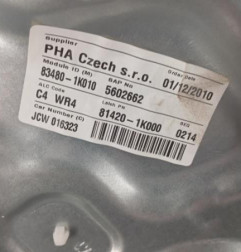 Supplier
PHA Czech s.r.o.
Order Date
01/12/2010
Module ID (M)
83480-1K010
SAP No
5602662
ALC Code
C4 WR4
Latch PN
81420-1K000
0214
Car Number (C)
JCW 016323